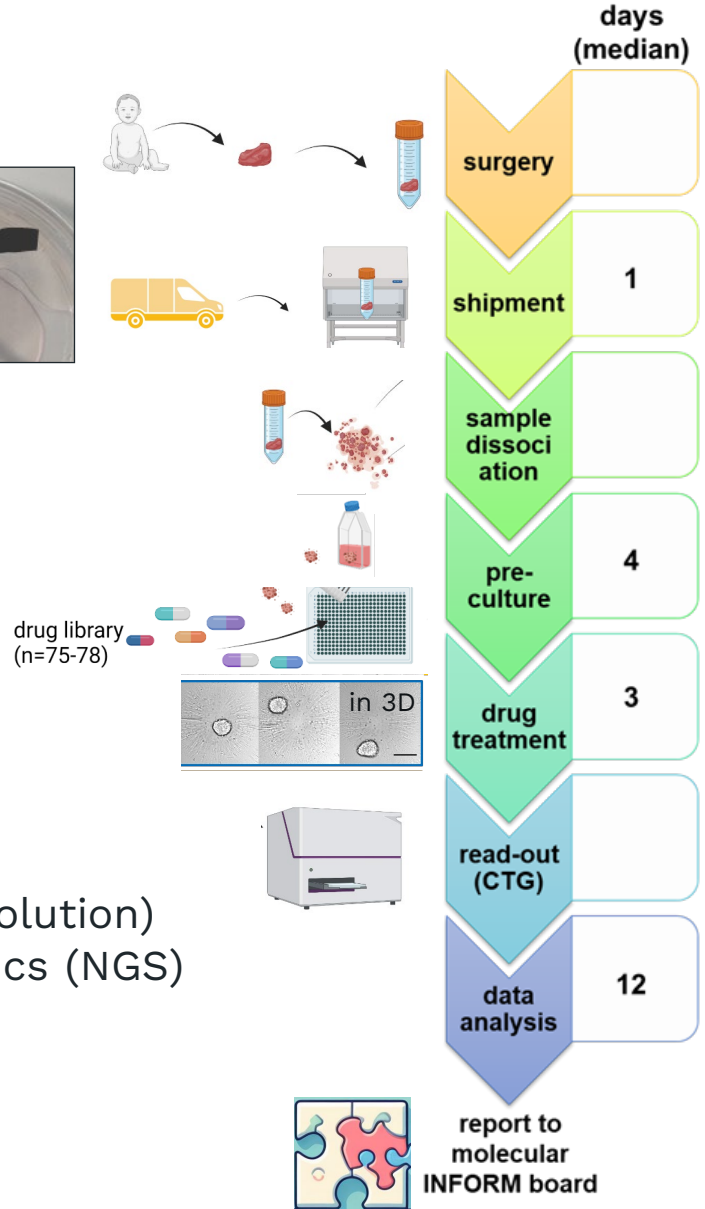 days
(median)
surgery
shipment
1
sample
dissoci
ation
pre-
culture
4
drug library
(n=75-78)
in 3D
drug
treatment
3
read-out
(CTG)
olution)
cs (NGS)
data
analysis
12
report to
molecular
INFORM board